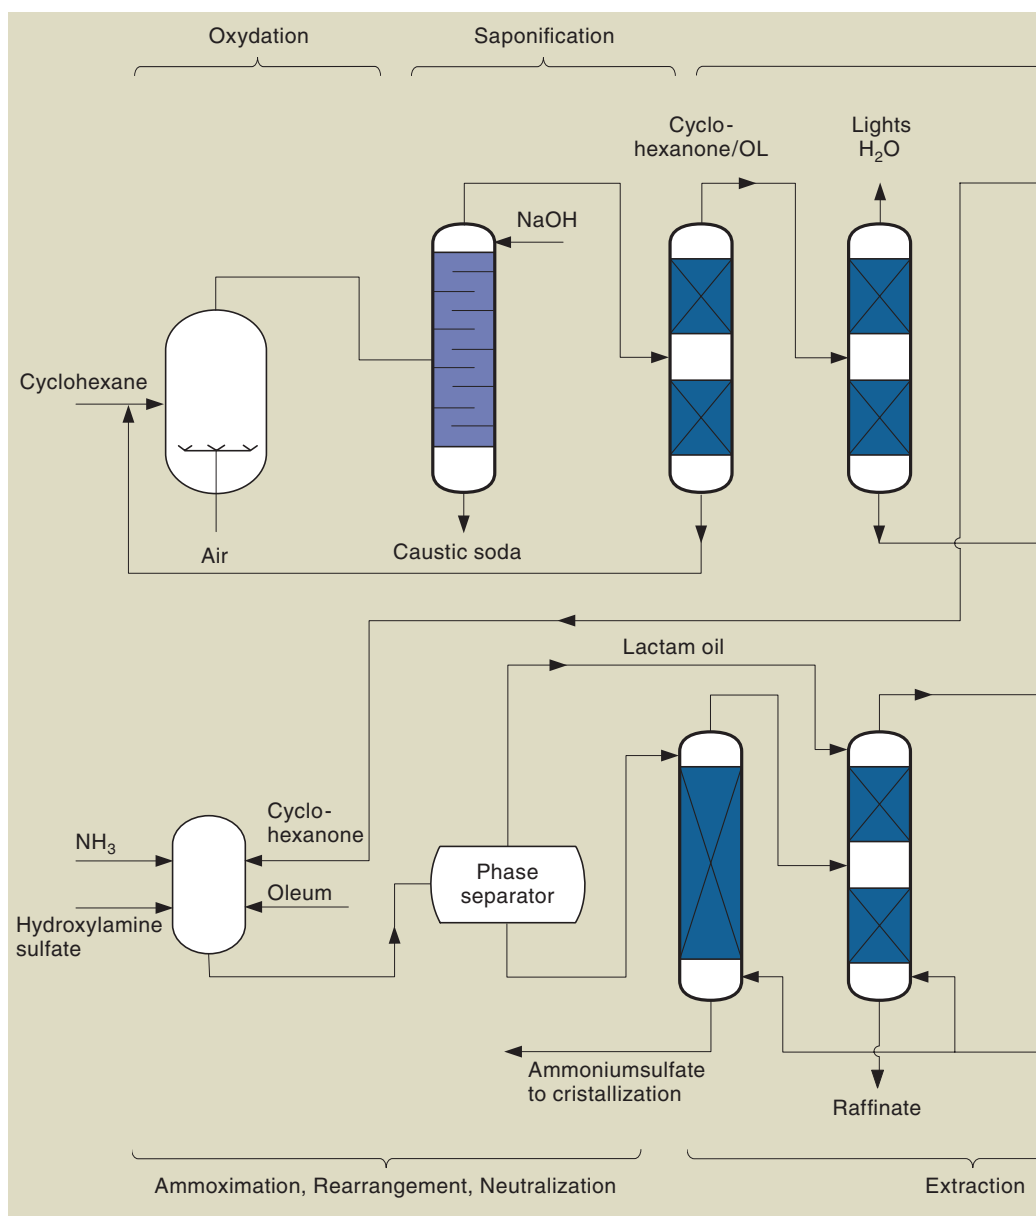 Oxydation
Saponification
Cyclo-
hexanone/OL
Lights
H₂O
NaOH
Cyclohexane
Air
Caustic soda
Lactam oil
Cyclo-
hexanone
NH₃
Phase
separator
Oleum
Hydroxylamine
sulfate
Ammoniumsulfate
to cristallization
Raffinate
Ammoximation, Rearrangement, Neutralization
Extraction